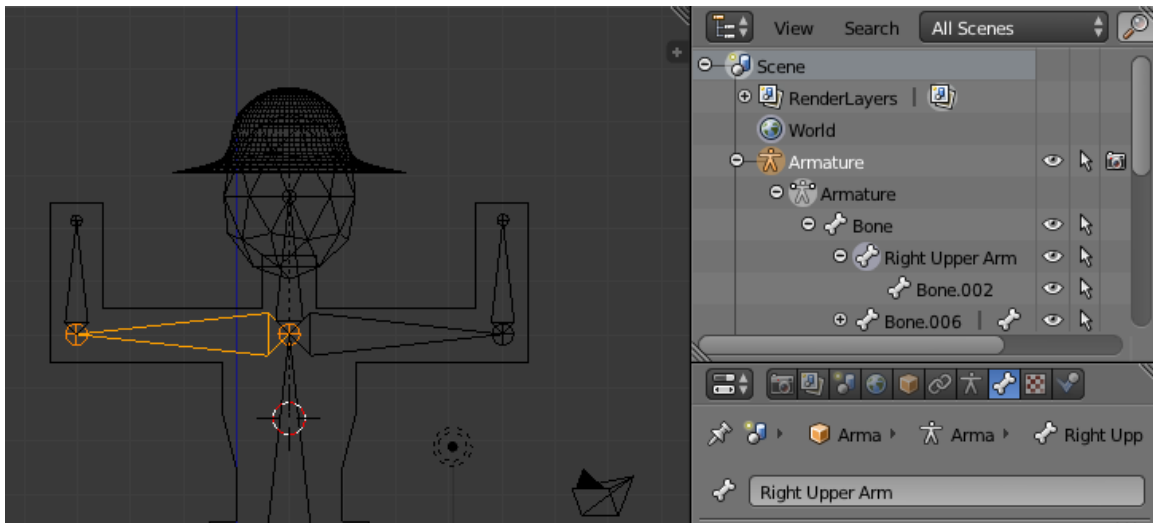 View Search All Scenes
Scene
RenderLayers
World
Armature
Armature
Bone
Right Upper Arm
Bone.002
Bone.006
Arma Arma Right Upp
Right Upper Arm